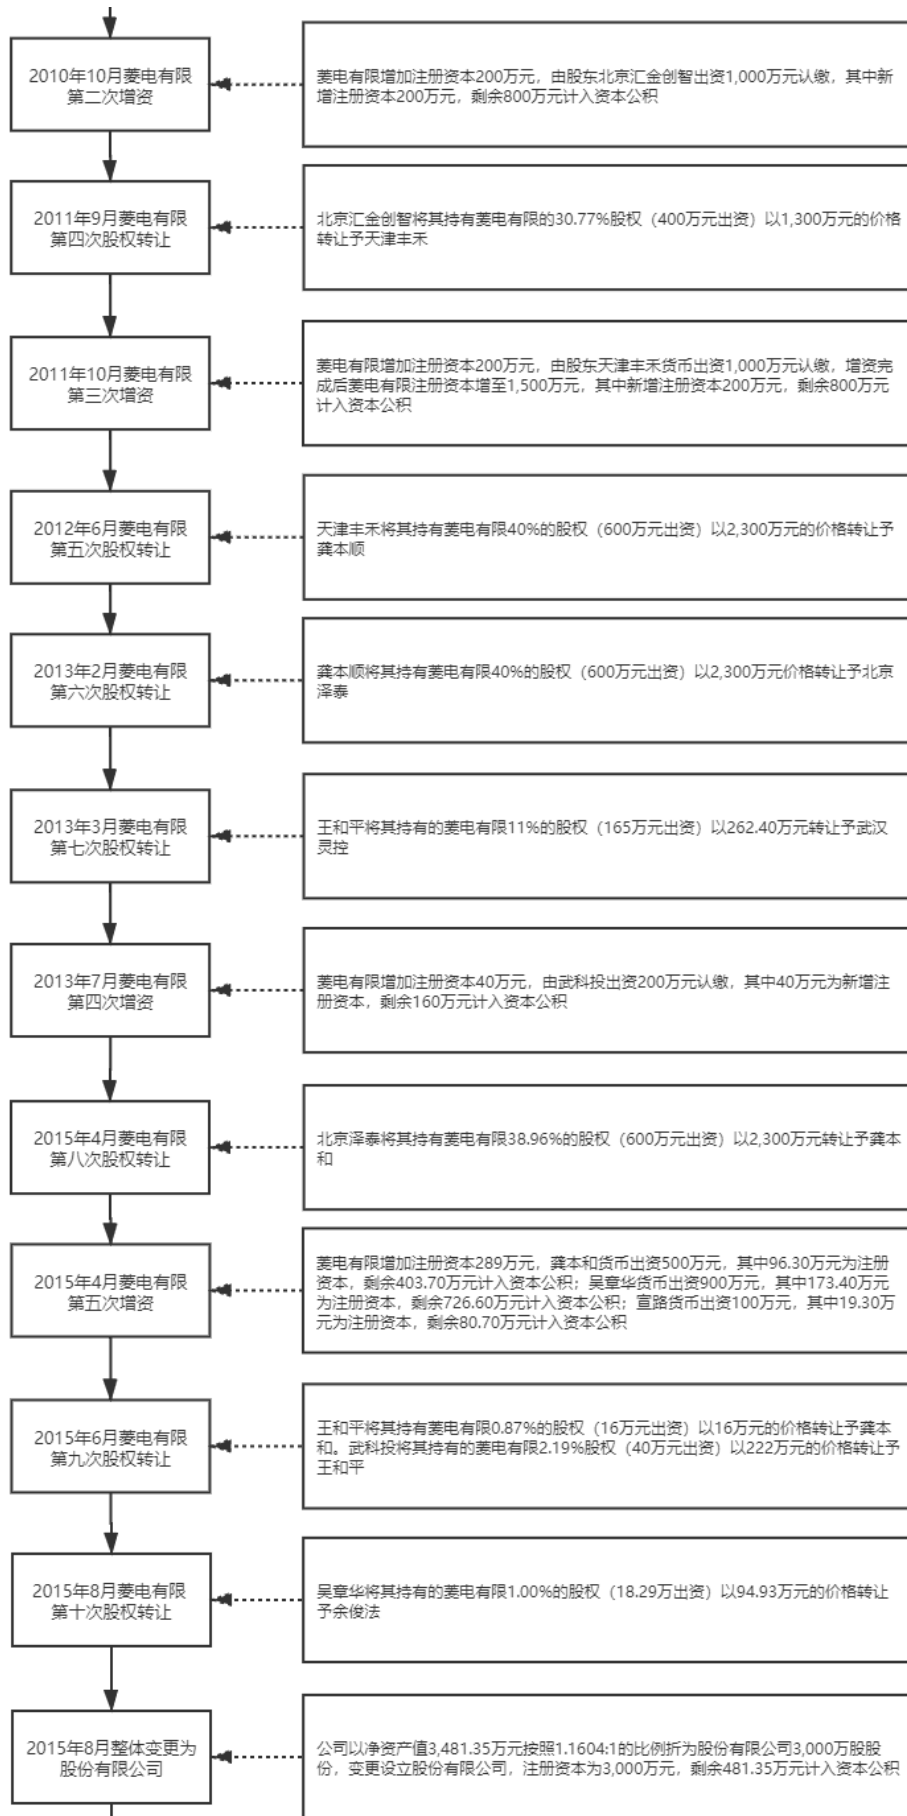 2010年10月菱电有限
第二次增资
菱电有限增加注册资本200万元，由股东北京汇金创智出资1,000万元认缴，其中新
增注册资本200万元，剩余800万元计入资本公积
2011年9月菱电有限
第四次股权转让
北京汇金创智将其持有菱电有限的30.77%股权（400万元出资）以1,300万元的价格
转让予天津丰禾
2011年10月菱电有限
第三次增资
菱电有限增加注册资本200万元，由股东天津丰禾货币出资1,000万元认缴，增资完
成后菱电有限注册资本增至1,500万元，其中新增注册资本200万元，剩余800万元
计入资本公积
2012年6月菱电有限
第五次股权转让
天津丰禾将其持有菱电有限40%的股权（600万元出资）以2,300万元的价格转让予
龚本顺
2013年2月菱电有限
第六次股权转让
龚本顺将其持有菱电有限40%的股权（600万元出资）以2,300万元价格转让予北京
泽泰
2013年3月菱电有限
第七次股权转让
王和平将其持有的菱电有限11%的股权（165万元出资）以262.40万元转让予武汉
灵控
2013年7月菱电有限
第四次增资
菱电有限增加注册资本40万元，由武科投出资200万元认缴，其中40万元为新增注
册资本，剩余160万元计入资本公积
2015年4月菱电有限
第八次股权转让
北京泽泰将其持有菱电有限38.96%的股权（600万元出资）以2,300万元转让予龚本
和
2015年4月菱电有限
第五次增资
菱电有限增加注册资本289万元，龚本和货币出资500万元，其中96.30万元为注册
资本，剩余403.70万元计入资本公积；吴章华货币出资900万元，其中173.40万元
为注册资本，剩余726.60万元计入资本公积；宣路货币出资100万元，其中19.30万
元为注册资本，剩余80.70万元计入资本公积
2015年6月菱电有限
第九次股权转让
王和平将其持有菱电有限0.87%的股权（16万元出资）以16万元的价格转让予龚本
和。武科投将其持有的菱电有限2.19%股权（40万元出资）以222万元的价格转让予
王和平
2015年8月菱电有限
第十次股权转让
吴章华将其持有的菱电有限1.00%的股权（18.29万出资）以94.93万元的价格转让
予余俊法
2015年8月整体变更为
股份有限公司
公司以净资产值3,481.35万元按照1.1604:1的比例折为股份有限公司3,000万股股
份，变更设立股份有限公司，注册资本为3,000万元，剩余481.35万元计入资本公积